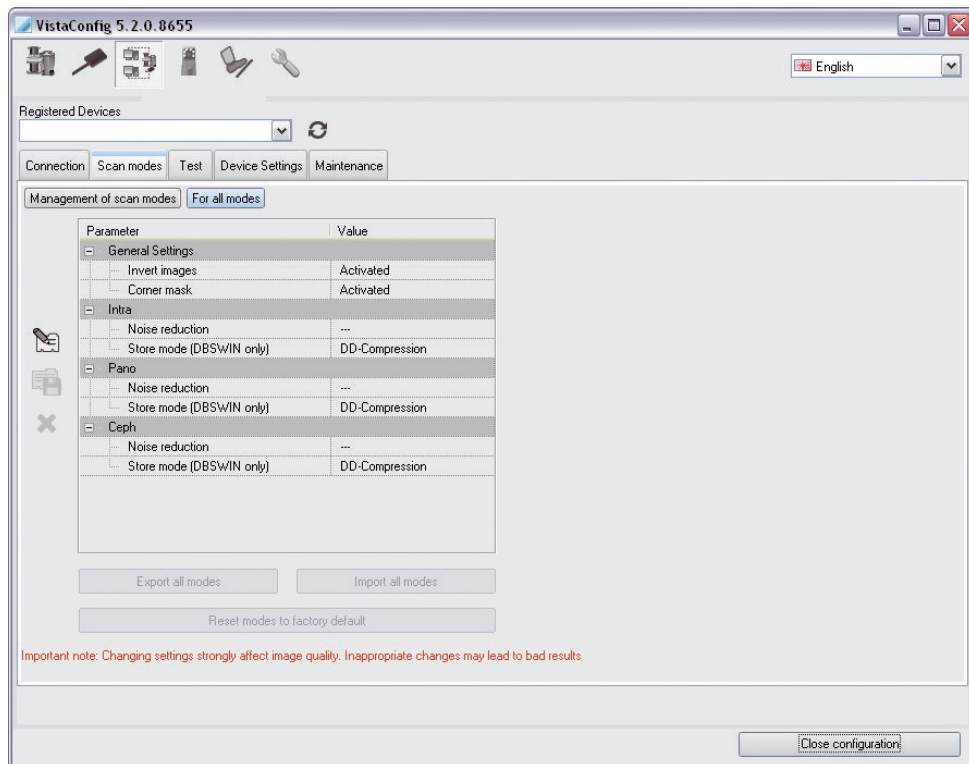 VistaConfig 5.2.0.8655
English
Registered Devices
Connection Scan modes Test Device Settings Maintenance
Management of scan modes For all modes
Parameter Value
General Settings
Invert images Activated
Corner mask Activated
Intra
Noise reduction ---
Store mode (DBSWIN only) DD-Compression
Pano
Noise reduction ---
Store mode (DBSWIN only) DD-Compression
Ceph
Noise reduction ---
Store mode (DBSWIN only) DD-Compression
Export all modes Import all modes
Reset modes to factory default
Important note: Changing settings strongly affect image quality. Inappropriate changes may lead to bad results
Close configuration